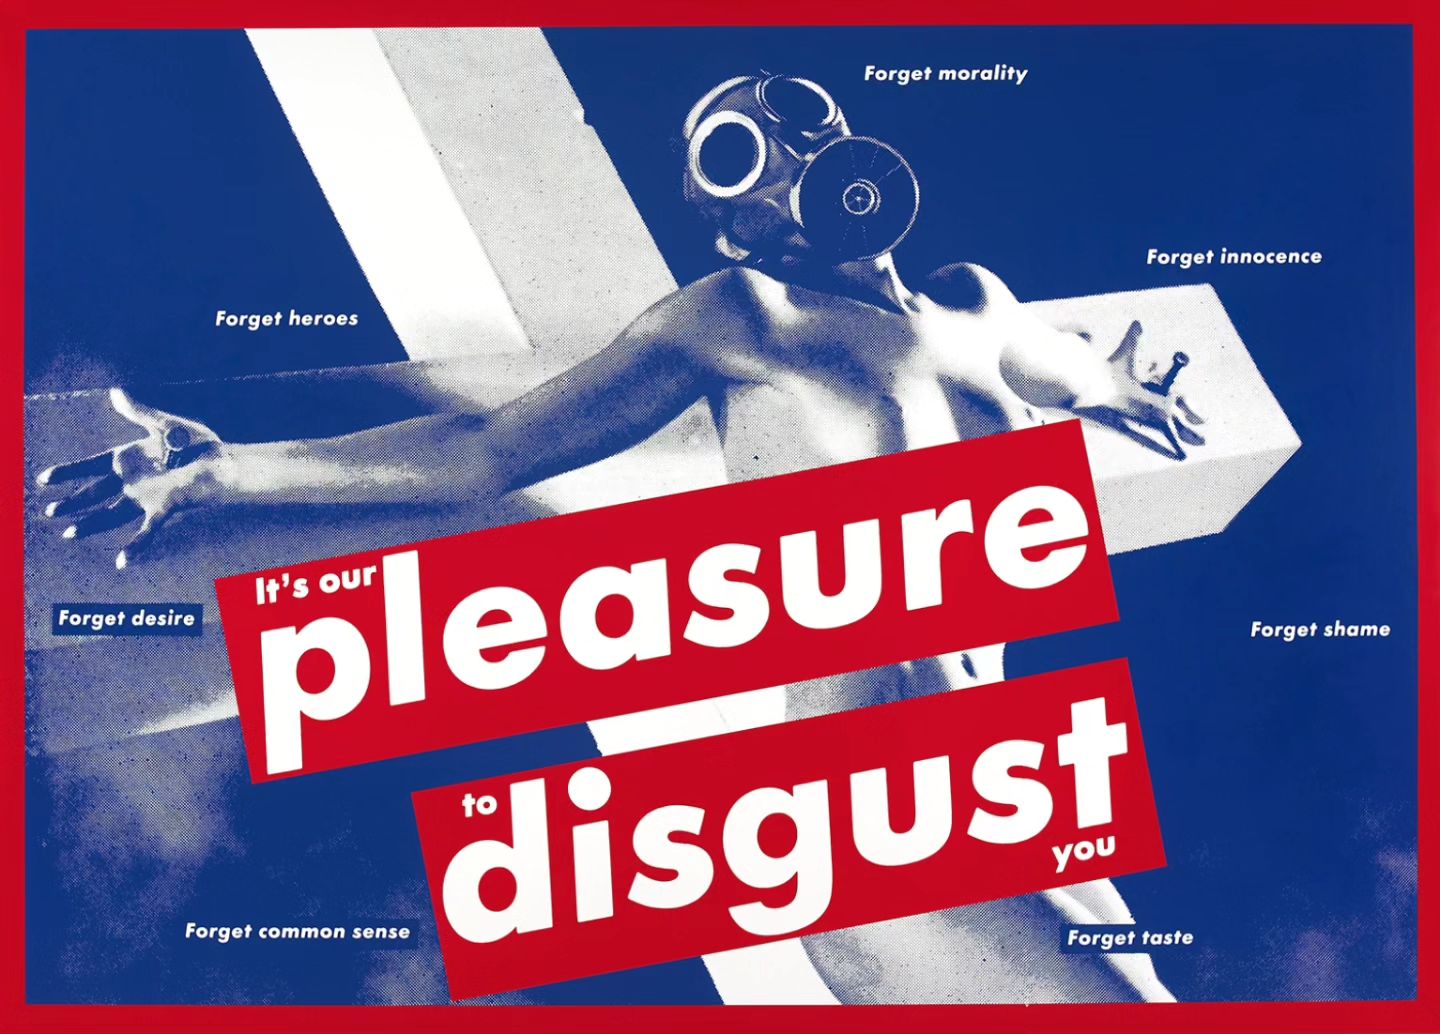 Forget morality
Forget innocence
Forget heroes
It's our
pleasure
Forget desire
Forget shame
to
disgust
you
Forget common sense
Forget taste